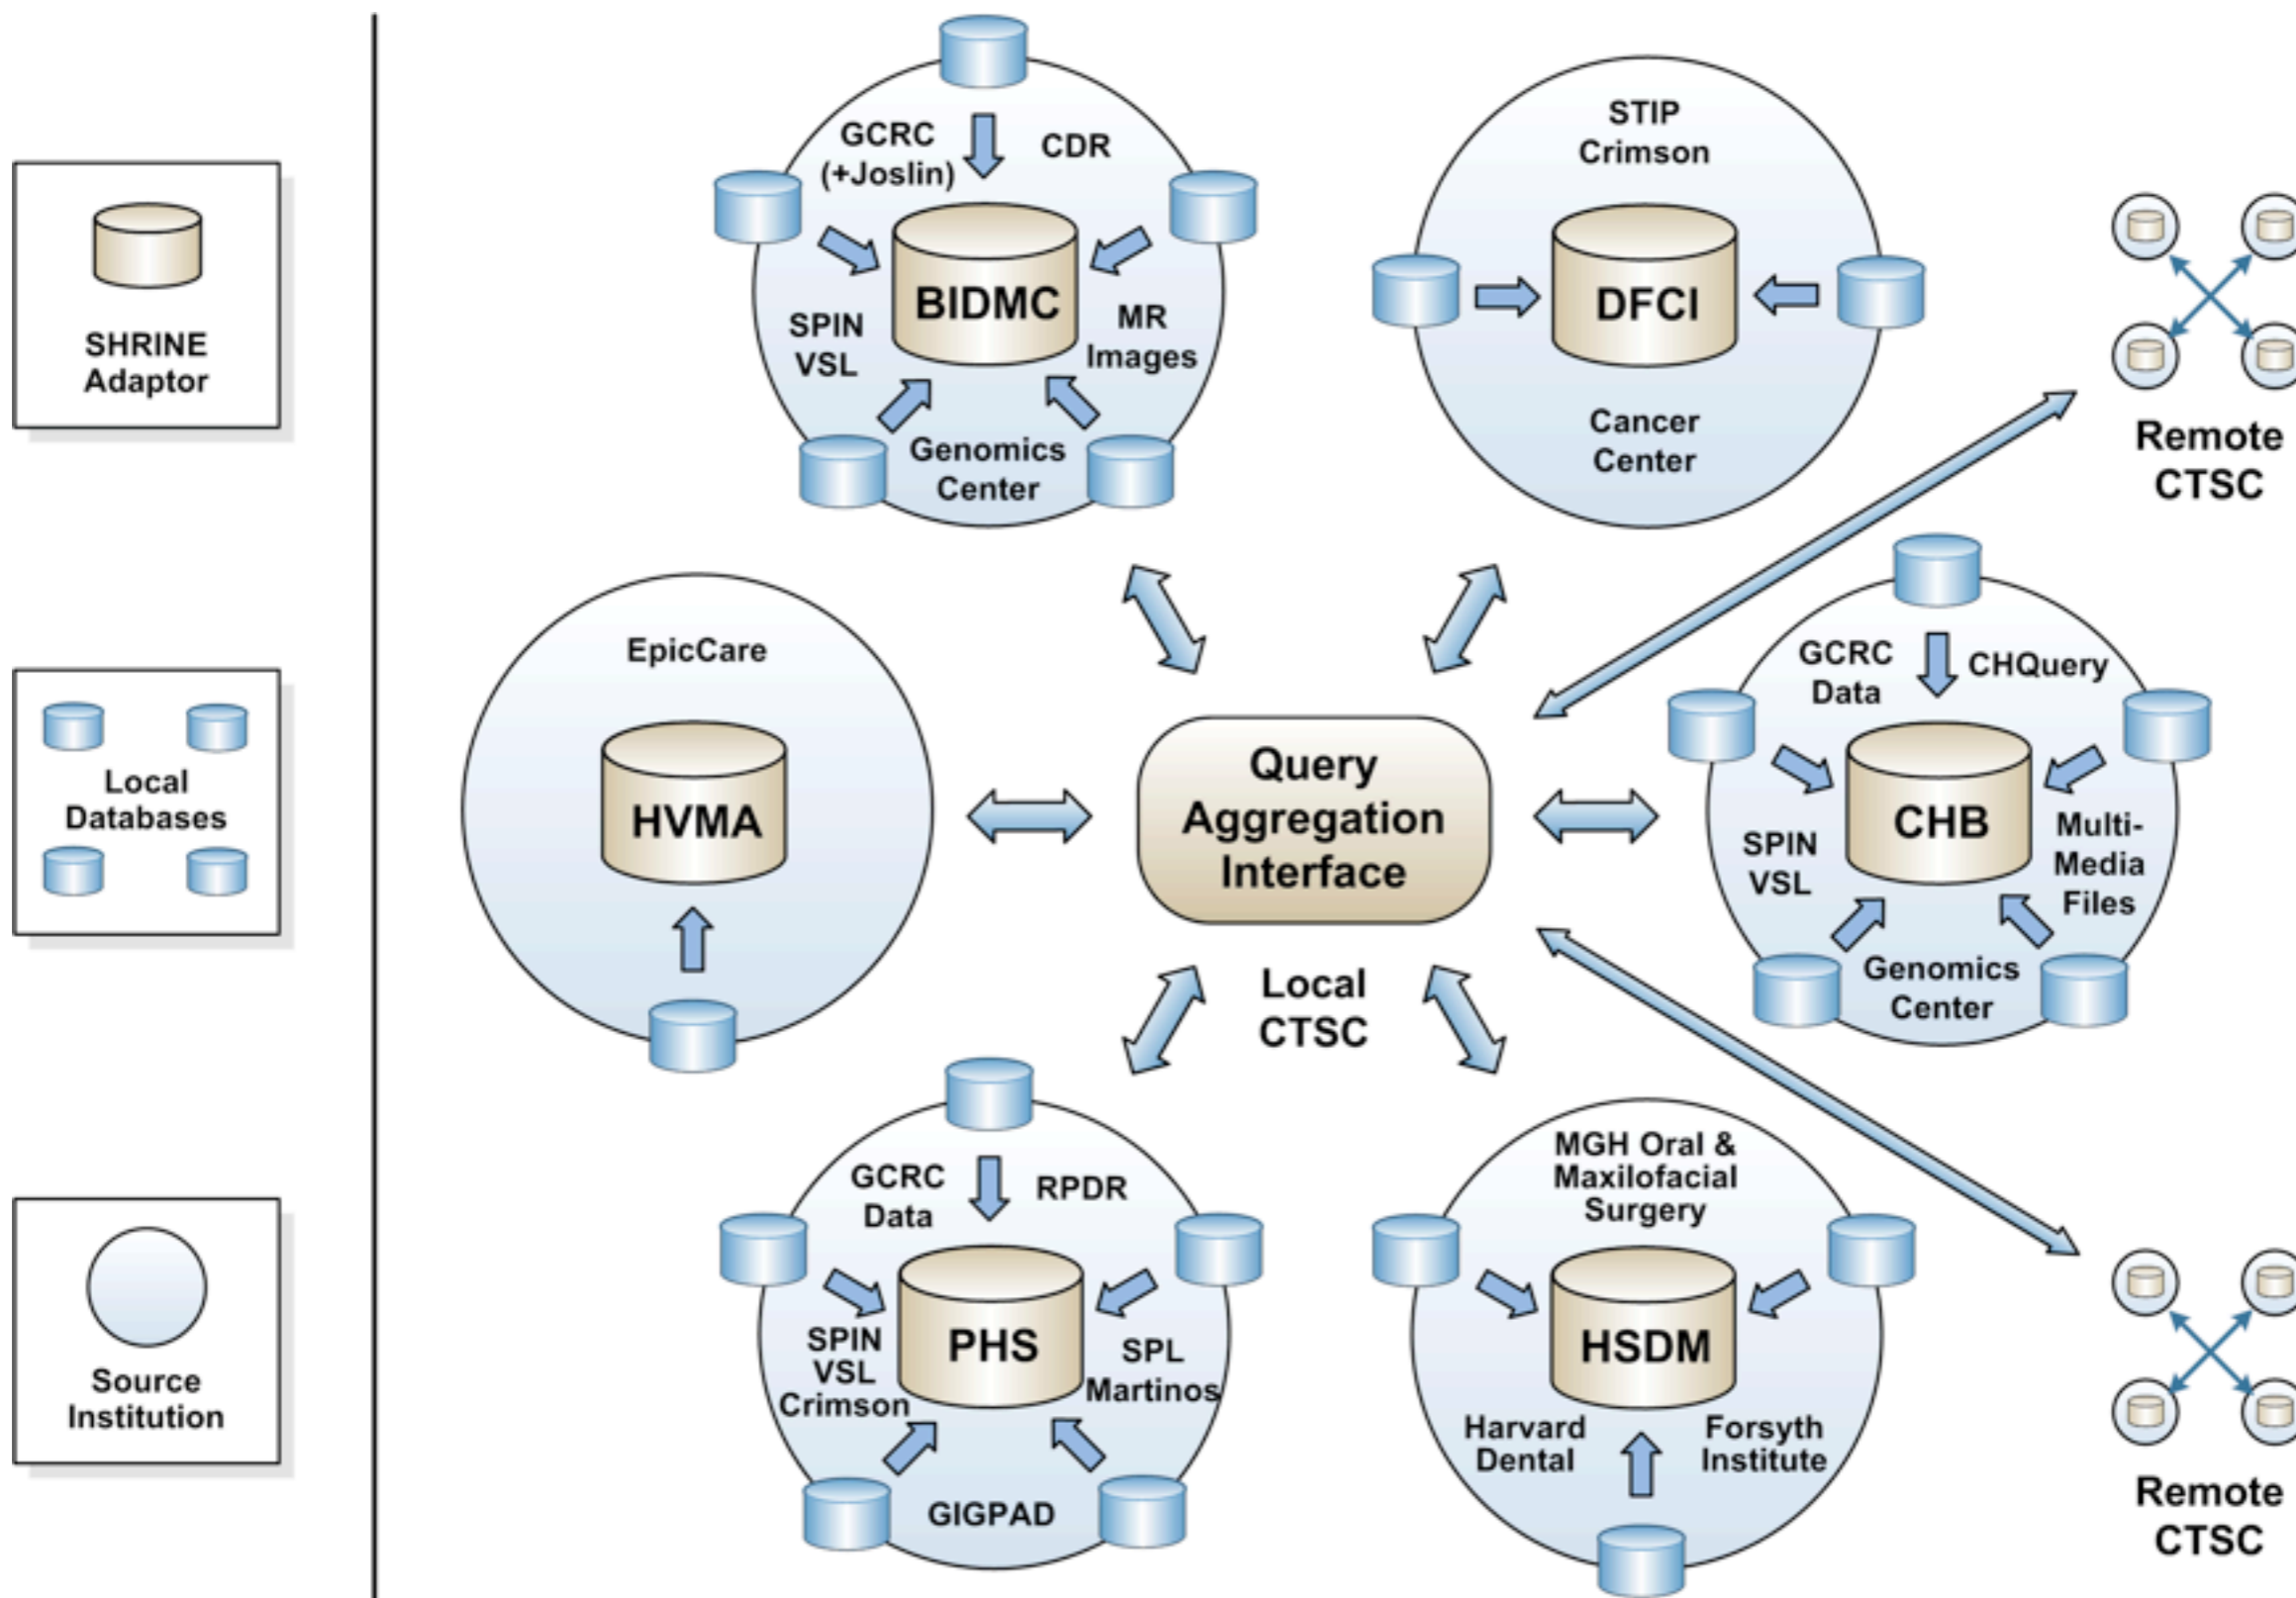 SHRINE
Adaptor
Local
Databases
Source
Institution
GCRC
(+Joslin)
CDR
BIDMC
SPIN
VSL
MR
Images
Genomics
Center
STIP
Crimson
DFCI
Cancer
Center
Remote
CTSC
EpicCare
HVMA
Query
Aggregation
Interface
Local
CTSC
GCRC
Data
CHQuery
CHB
SPIN
VSL
Multi-
Media
Files
Genomics
Center
GCRC
Data
RPDR
PHS
SPIN
VSL
Crimson
SPL
Martinos
GIGPAD
MGH Oral &
Maxilofacial
Surgery
HSDM
Harvard
Dental
Forsyth
Institute
Remote
CTSC